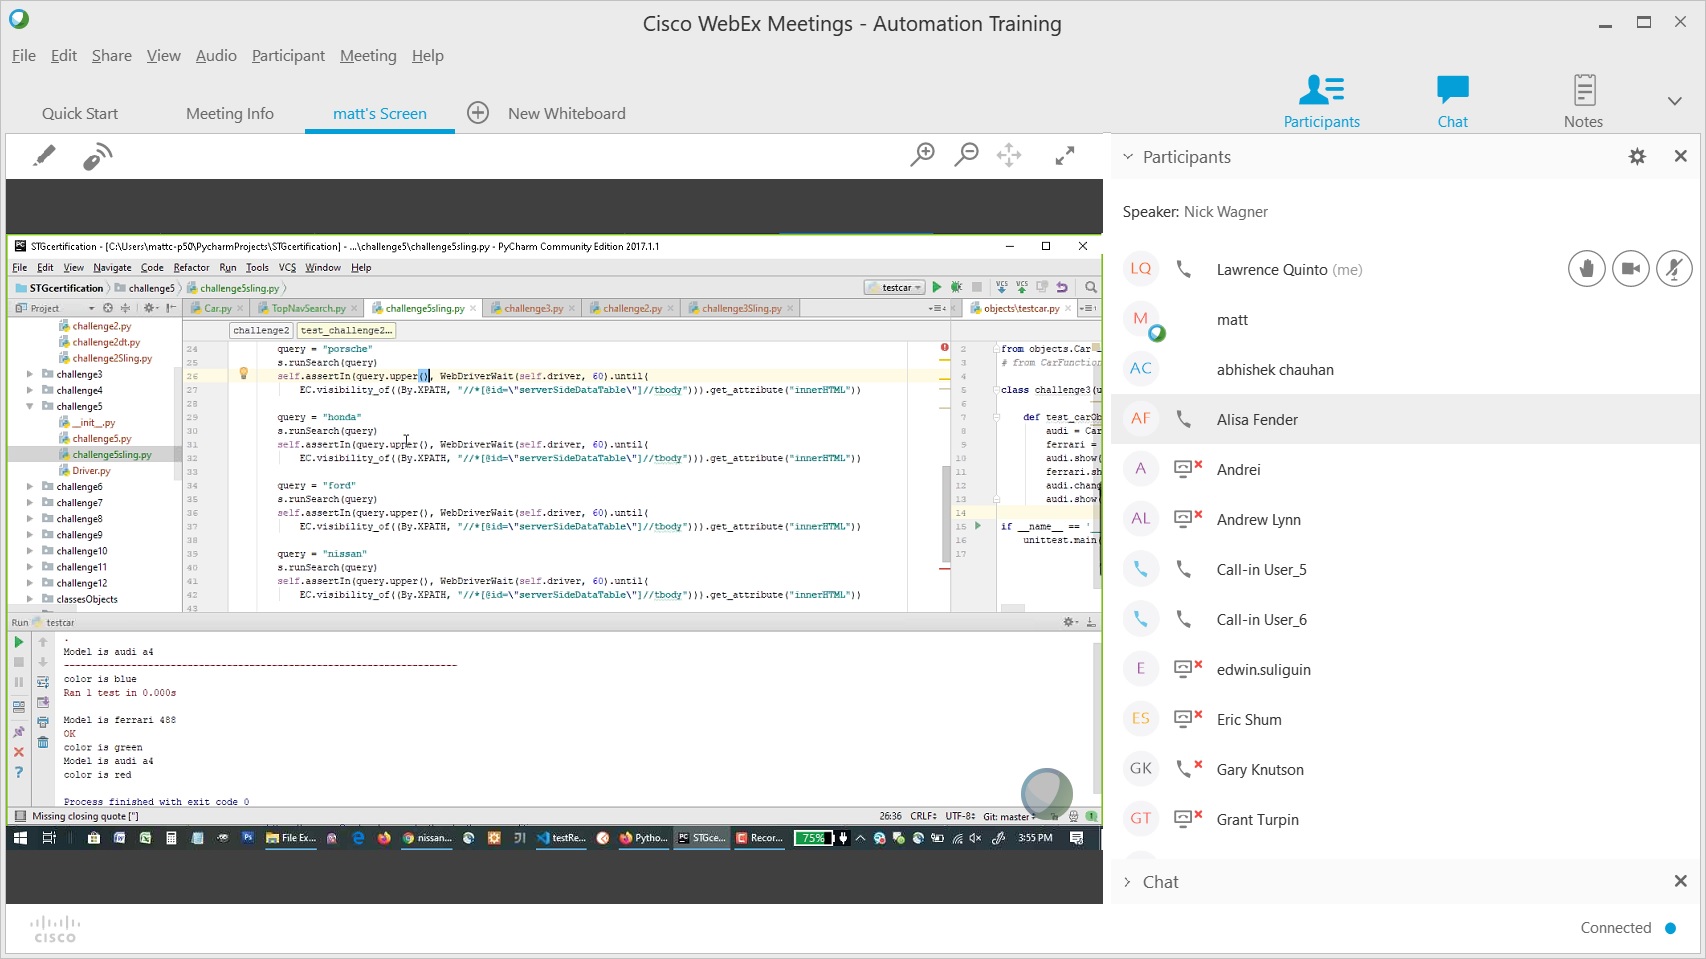 Cisco WebEx Meetings - Automation Training
File Edit Share View Audio Participant Meeting Help
Quick Start Meeting Info matt's Screen New Whiteboard
Participants Chat Notes
STGcertification - [C:\Users\mattc-p50\PycharmProjects\STGcertification] - ...\challenge5\challenge5sling.py - PyCharm Community Edition 2017.1.1
File Edit View Navigate Code Refactor Run Tools VCS Window Help
STGcertification challenge5 challenge5sling.py testcar
Project
Car.py TopNavSearch.py challenge5sling.py challenge3.py challenge2.py challenge3Sling.py objects\testcar.py
challenge2 test_challenge2...
challenge2.py
challenge2dt.py
challenge2Sling.py
challenge3
challenge4
challenge5
__init__.py
challenge5.py
challenge5sling.py
Driver.py
challenge6
challenge7
challenge8
challenge9
challenge10
challenge11
challenge12
classesObjects
24 query = "porsche"
25 s.runSearch(query)
26 self.assertIn(query.upper(), WebDriverWait(self.driver, 60).until(
27 EC.visibility_of((By.XPATH, "//*[@id=\"serverSideDataTable\"]//tbody"))).get_attribute("innerHTML"))
28
29 query = "honda"
30 s.runSearch(query)
31 self.assertIn(query.upper(), WebDriverWait(self.driver, 60).until(
32 EC.visibility_of((By.XPATH, "//*[@id=\"serverSideDataTable\"]//tbody"))).get_attribute("innerHTML"))
33
34 query = "ford"
35 s.runSearch(query)
36 self.assertIn(query.upper(), WebDriverWait(self.driver, 60).until(
37 EC.visibility_of((By.XPATH, "//*[@id=\"serverSideDataTable\"]//tbody"))).get_attribute("innerHTML"))
38
39 query = "nissan"
40 s.runSearch(query)
41 self.assertIn(query.upper(), WebDriverWait(self.driver, 60).until(
42 EC.visibility_of((By.XPATH, "//*[@id=\"serverSideDataTable\"]//tbody"))).get_attribute("innerHTML"))
43
2 from objects.Car
3 # from CarFunction
4
5 class challenge3(u
6
7 def test_carOb
8 audi = Car
9 ferrari =
10 audi.show(
11 ferrari.sh
12 audi.chang
13 audi.show(
14
15 if __name__ == '
16 unittest.main(
17
Run testcar
.
Model is audi a4
----------------------------------------------------------------------
color is blue
Ran 1 test in 0.000s
Model is ferrari 488
OK
color is green
Model is audi a4
color is red
Process finished with exit code 0
Missing closing quote ["] 26:36 CRLF UTF-8 Git: master
File Ex... nissan... testRe... Pytho... STGce... Recor... 75% 3:55 PM
Participants
Speaker: Nick Wagner
LQ Lawrence Quinto (me)
M matt
AC abhishek chauhan
AF Alisa Fender
A Andrei
AL Andrew Lynn
Call-in User_5
Call-in User_6
E edwin.suliguin
ES Eric Shum
GK Gary Knutson
GT Grant Turpin
Chat
CISCO
Connected